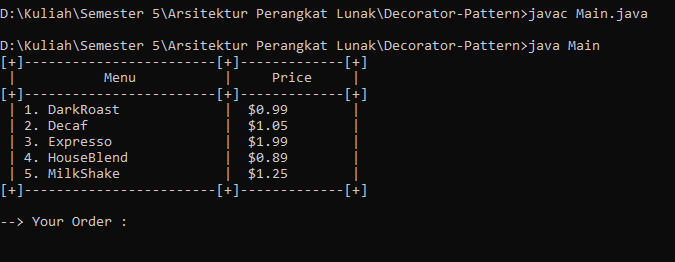 D:\Kuliah\Semester 5\Arsitektur Perangkat Lunak\Decorator-Pattern>javac Main.java
D:\Kuliah\Semester 5\Arsitektur Perangkat Lunak\Decorator-Pattern>java Main
[+]------------------------[+]-------------[+]
 |           Menu           |     Price     |
[+]------------------------[+]-------------[+]
 | 1. DarkRoast             |  $0.99        |
 | 2. Decaf                 |  $1.05        |
 | 3. Expresso              |  $1.99        |
 | 4. HouseBlend            |  $0.89        |
 | 5. MilkShake             |  $1.25        |
[+]------------------------[+]-------------[+]
--> Your Order :